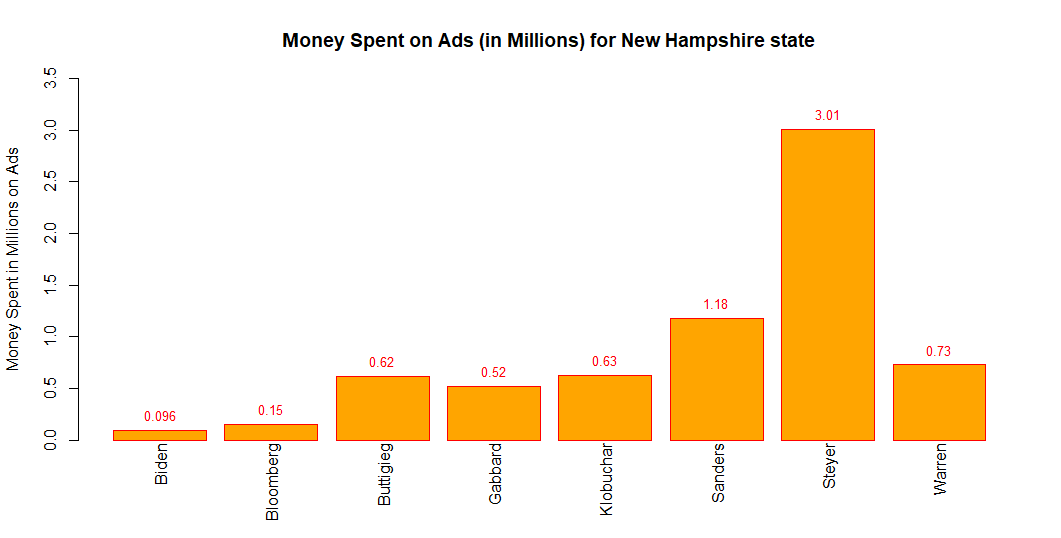 Money Spent on Ads (in Millions) for New Hampshire state
Money Spent in Millions on Ads
3.5
3.0
2.5
2.0
1.5
1.0
0.5
0.0
0.096
0.15
0.62
0.52
0.63
1.18
3.01
0.73
Biden
Bloomberg
Buttigieg
Gabbard
Klobuchar
Sanders
Steyer
Warren